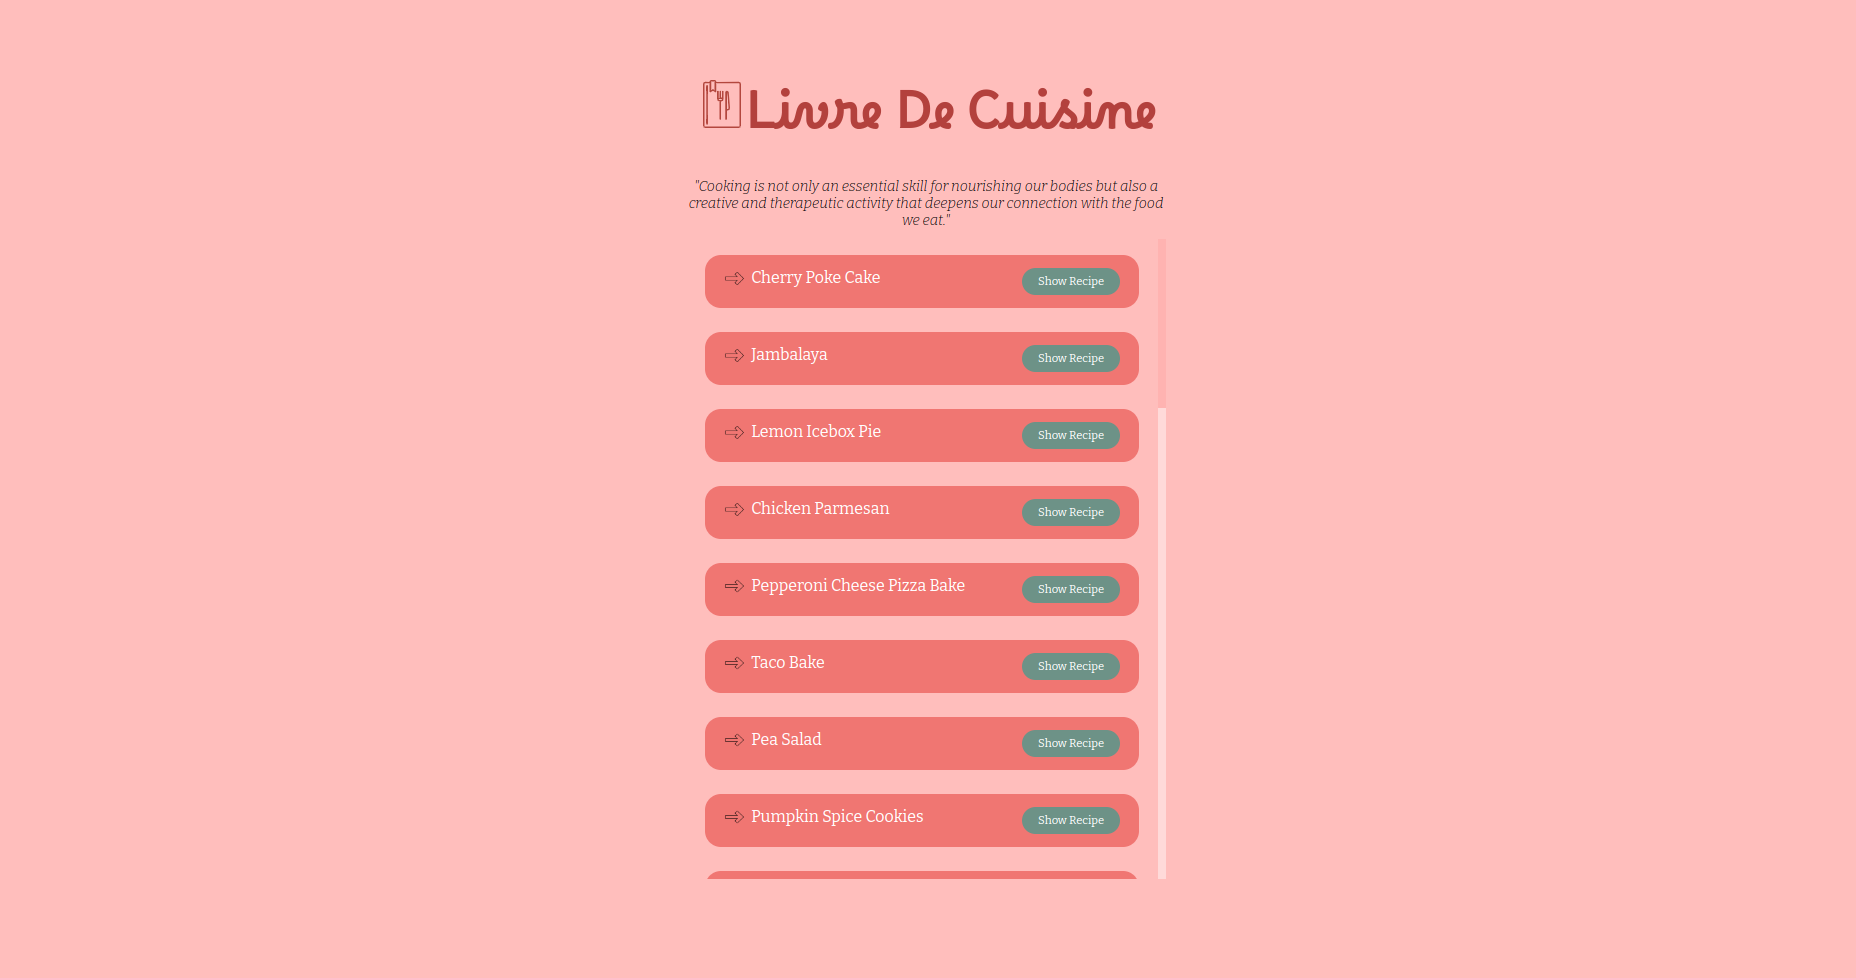 Livre De Cuisine
"Cooking is not only an essential skill for nourishing our bodies but also a
creative and therapeutic activity that deepens our connection with the food
we eat."
Cherry Poke Cake Show Recipe
Jambalaya Show Recipe
Lemon Icebox Pie Show Recipe
Chicken Parmesan Show Recipe
Pepperoni Cheese Pizza Bake Show Recipe
Taco Bake Show Recipe
Pea Salad Show Recipe
Pumpkin Spice Cookies Show Recipe